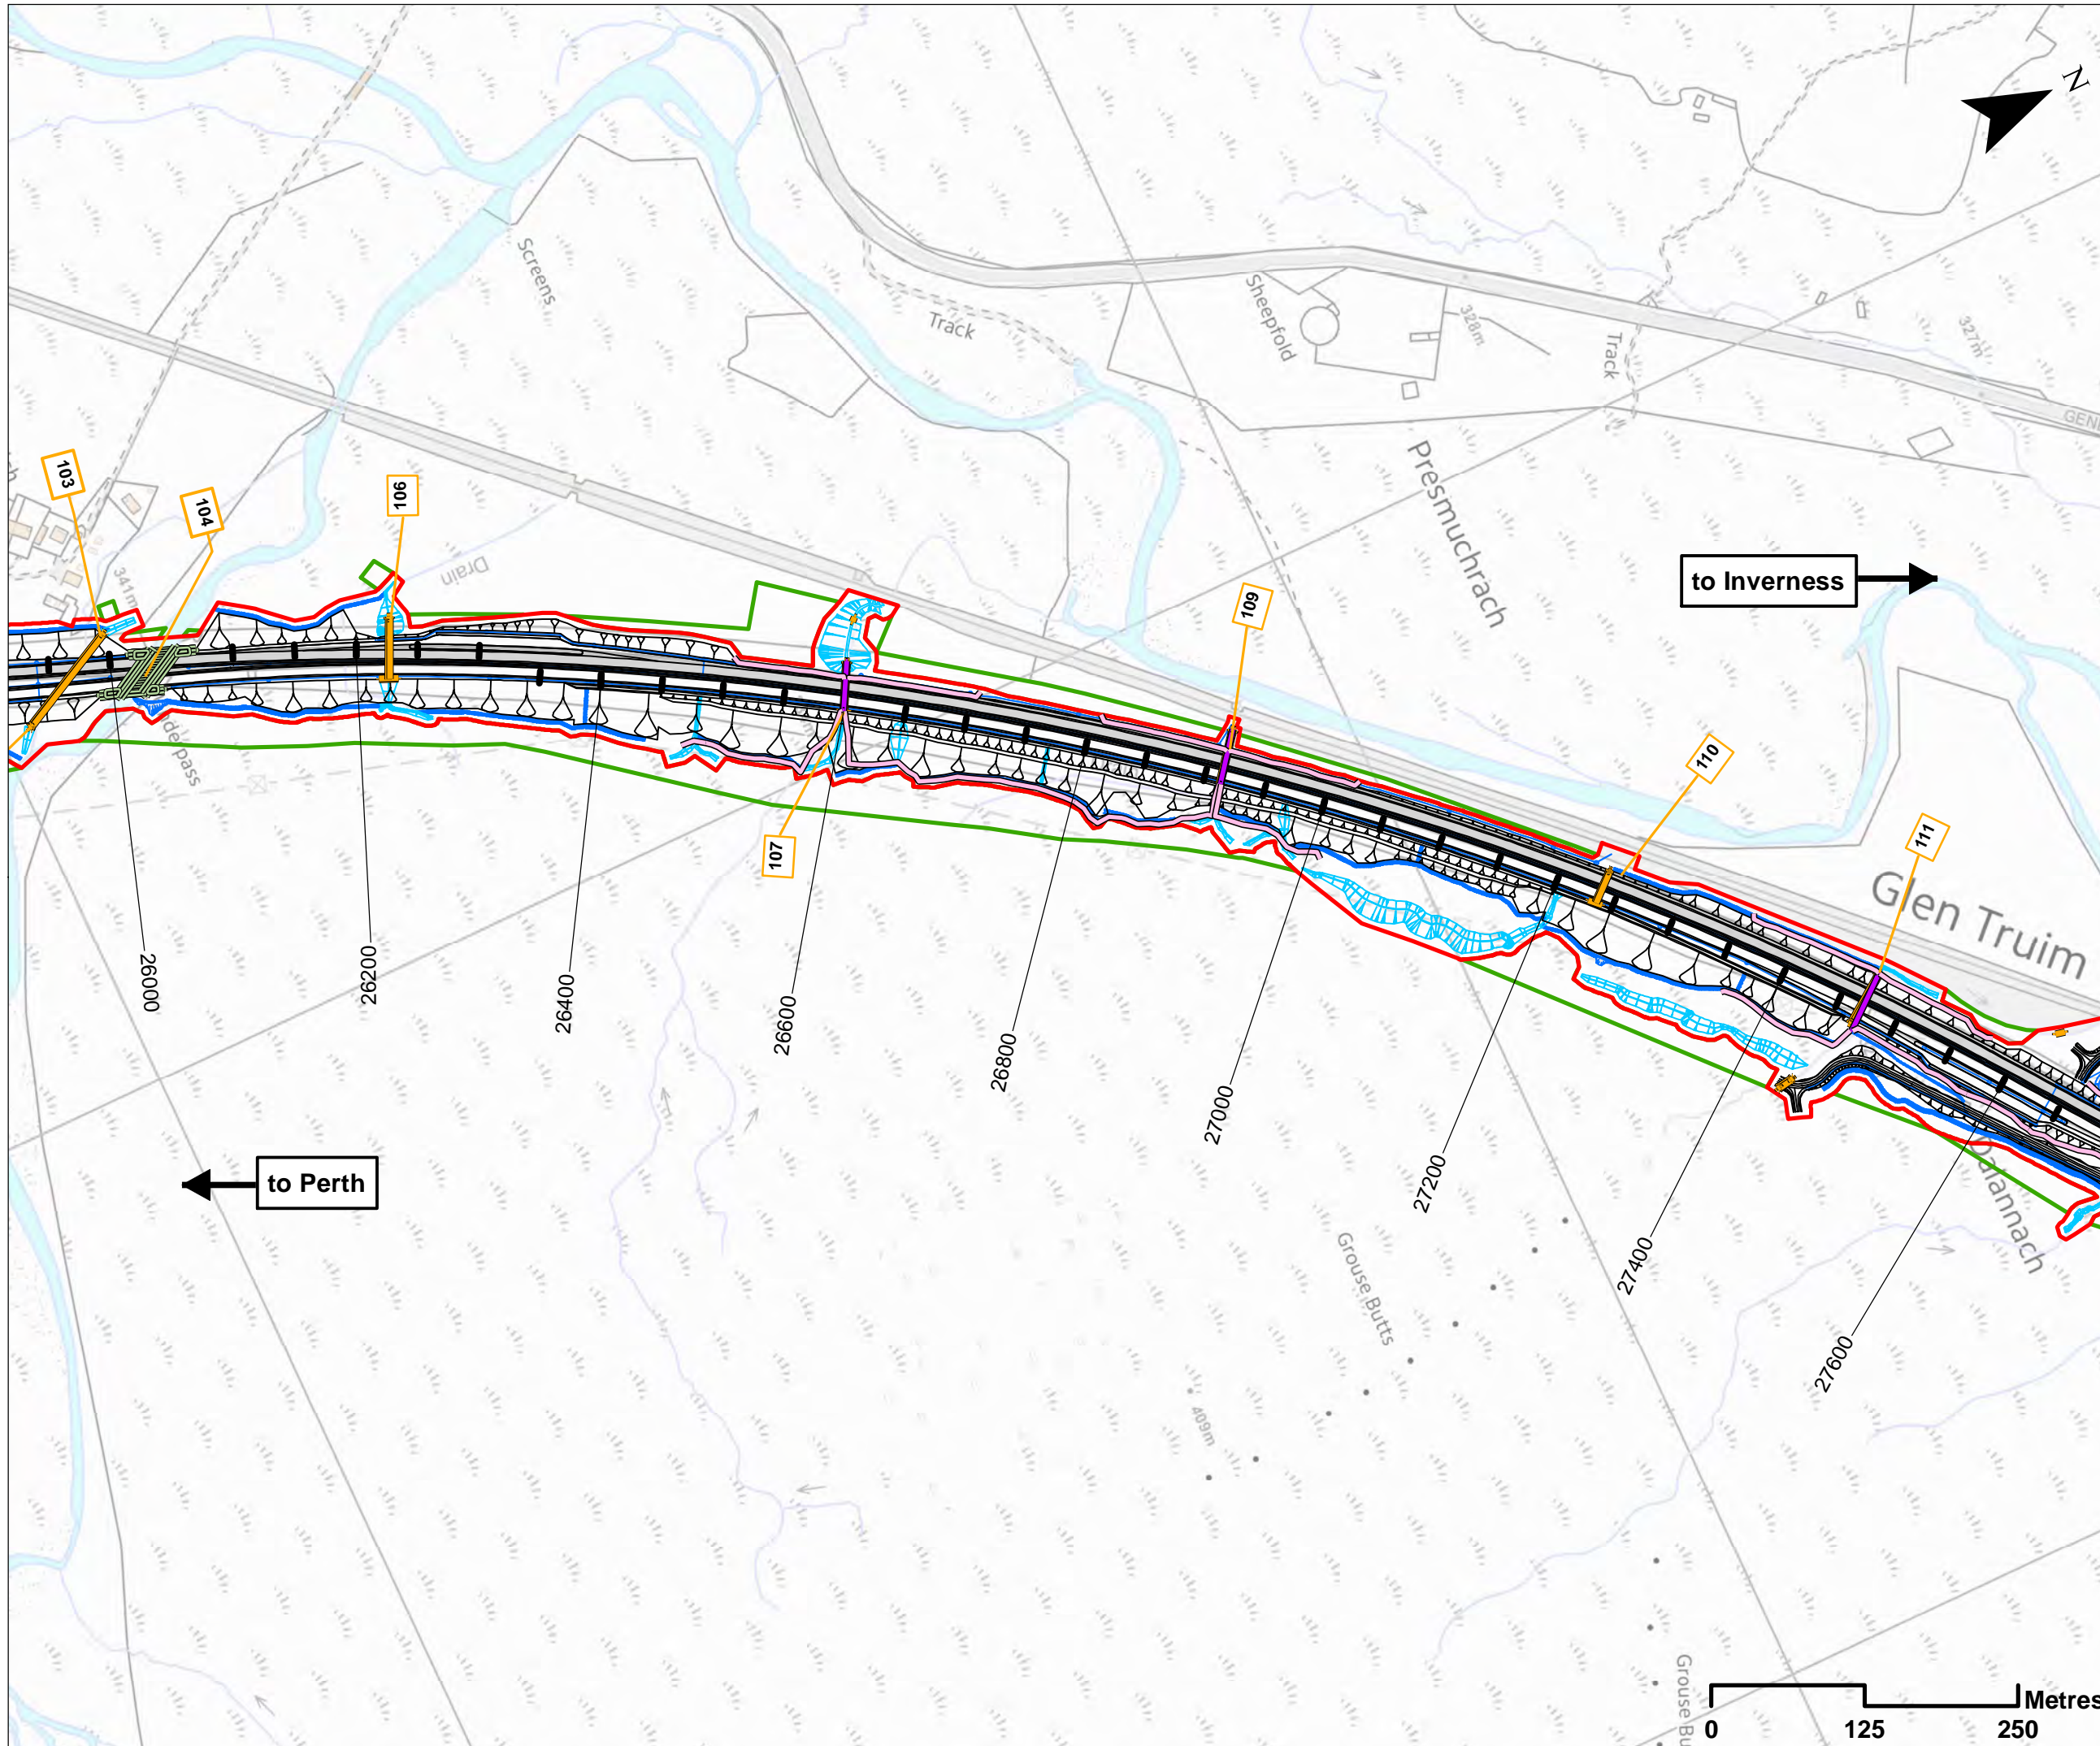 N
Screens
Track
Sheepfold
328m
Track
327m
Presmuchrach
103
104
106
341m
Drain
109
to Inverness
110
107
111
Glen Truim
26000
26200
26400
26600
26800
27000
27200
27400
27600
to Perth
Grouse Butts
409m
Metres
0 125 250